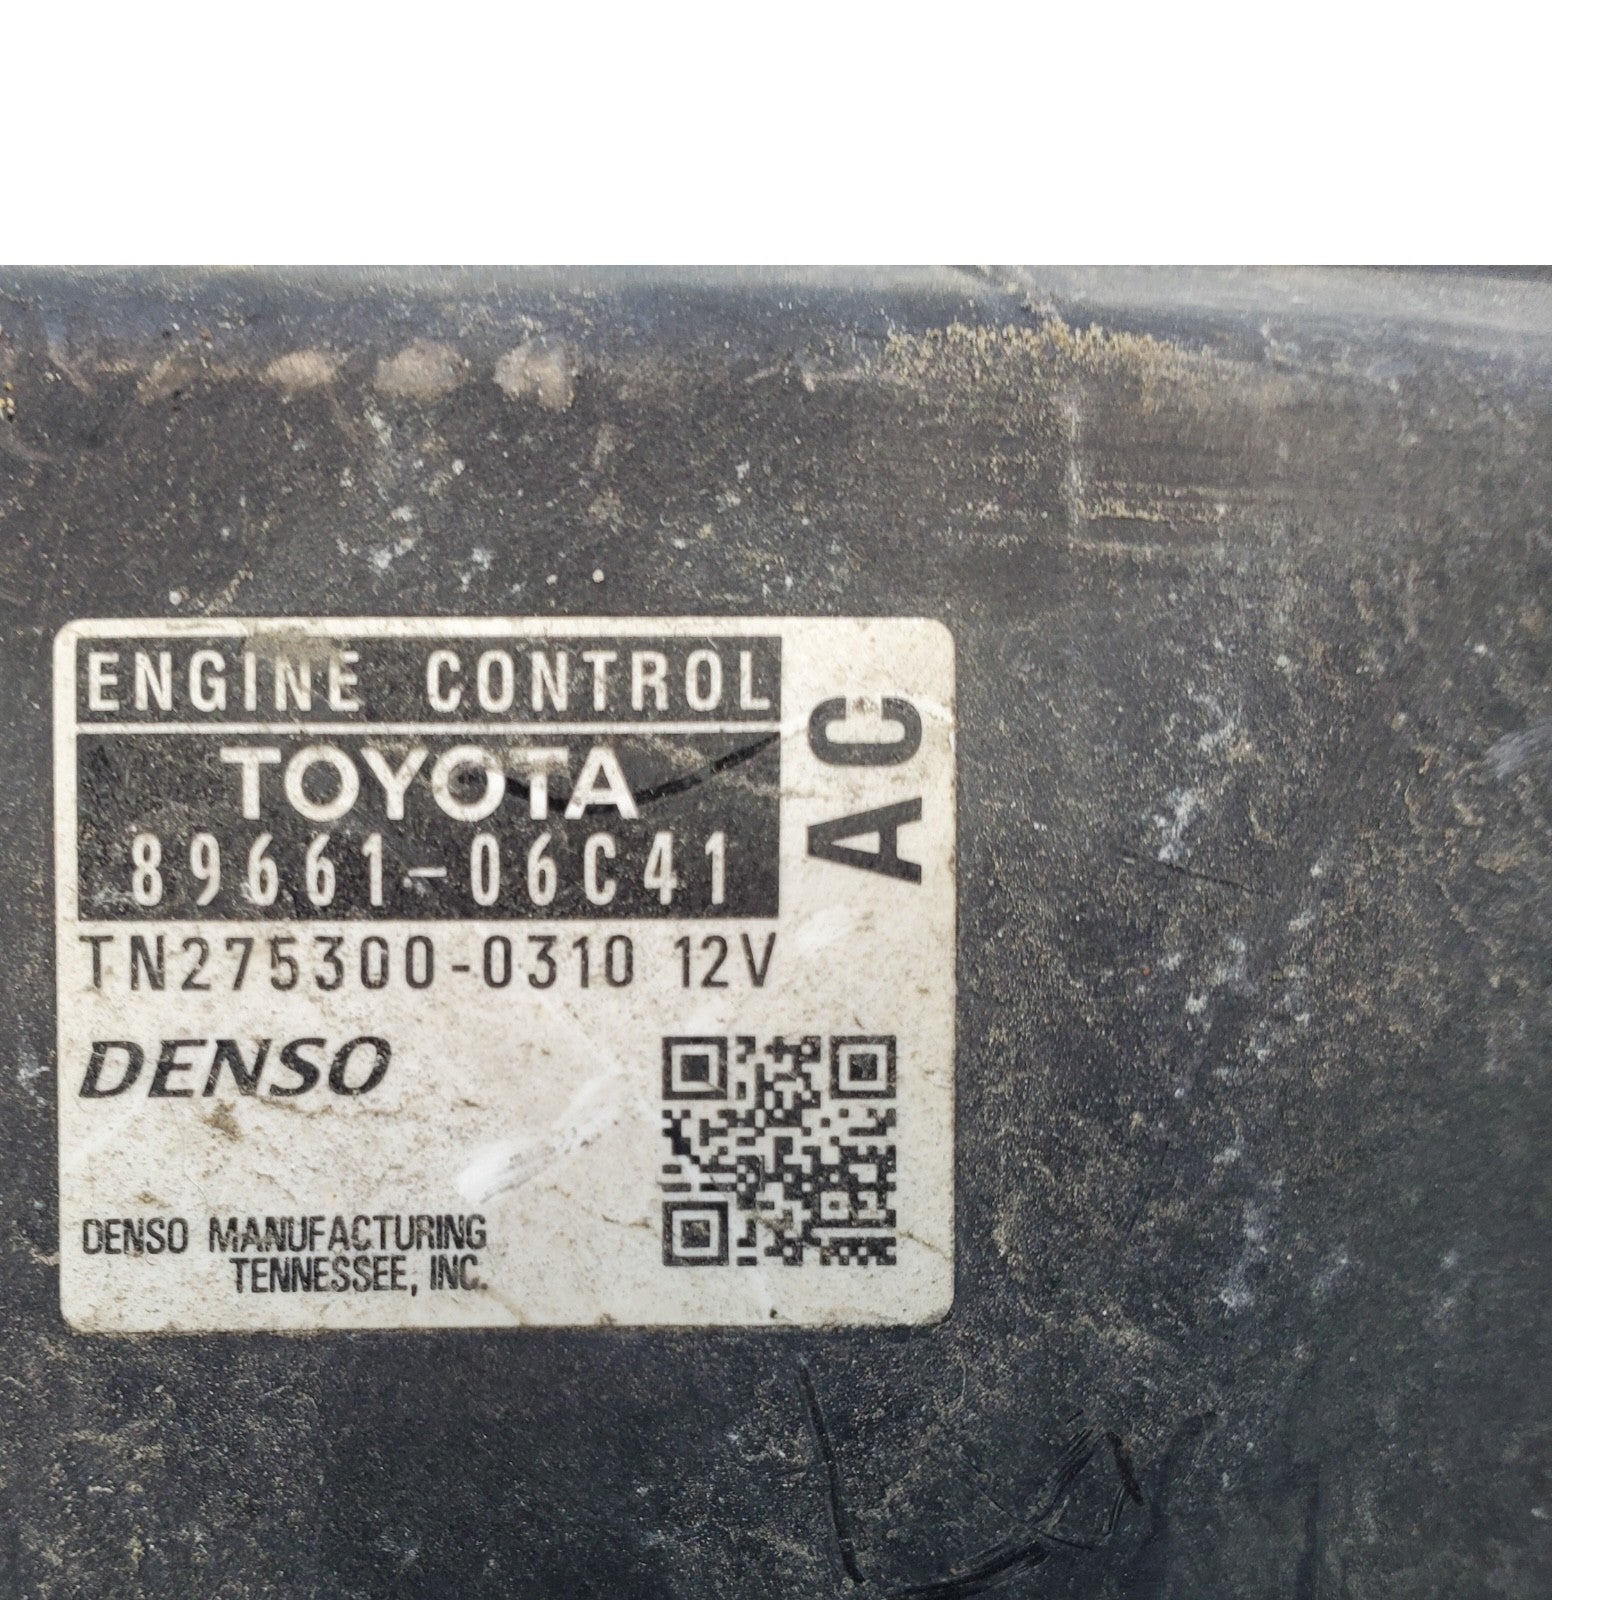 ENGINE CONTROL
TOYOTA
89661-06C41
AC
TN275300-0310 12V
DENSO
DENSO MANUFACTURING
TENNESSEE, INC.